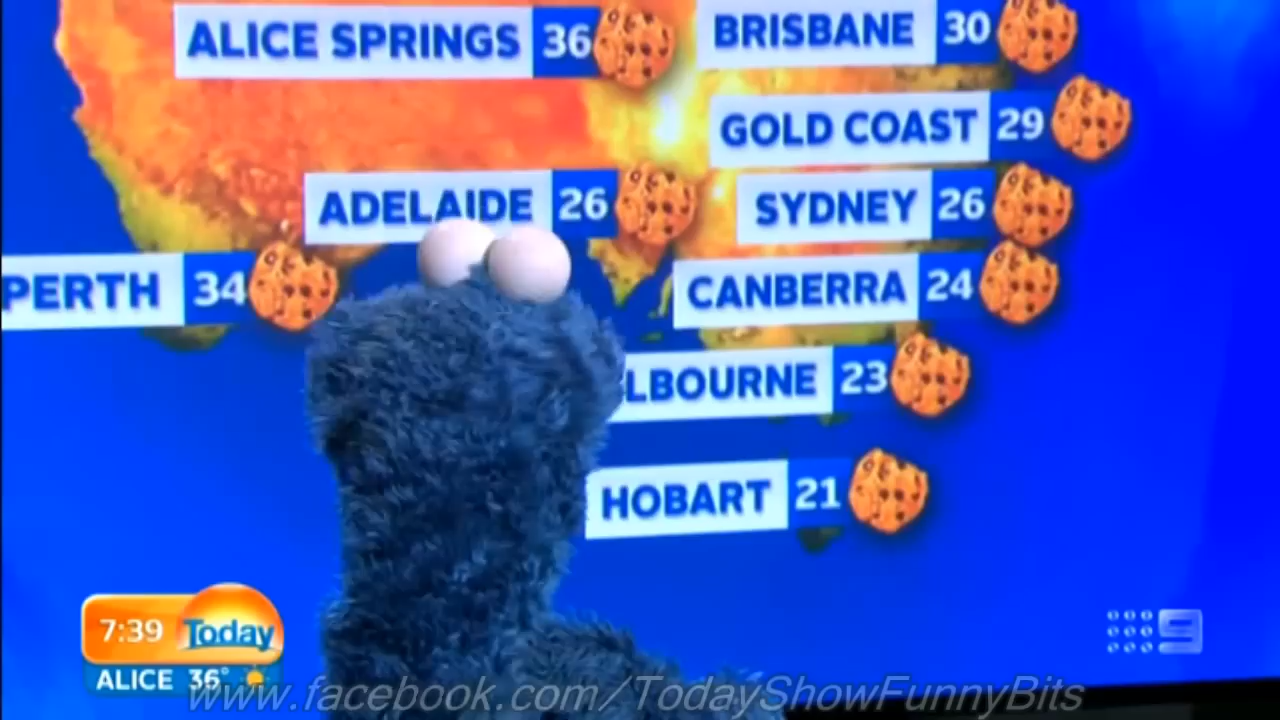 ALICE SPRINGS 36
BRISBANE 30
GOLD COAST 29
ADELAIDE 26
SYDNEY 26
PERTH 34
CANBERRA 24
LBOURNE 23
HOBART 21
7:39 Today
ALICE 36°
9
www.facebook.com/TodayShowFunnyBits